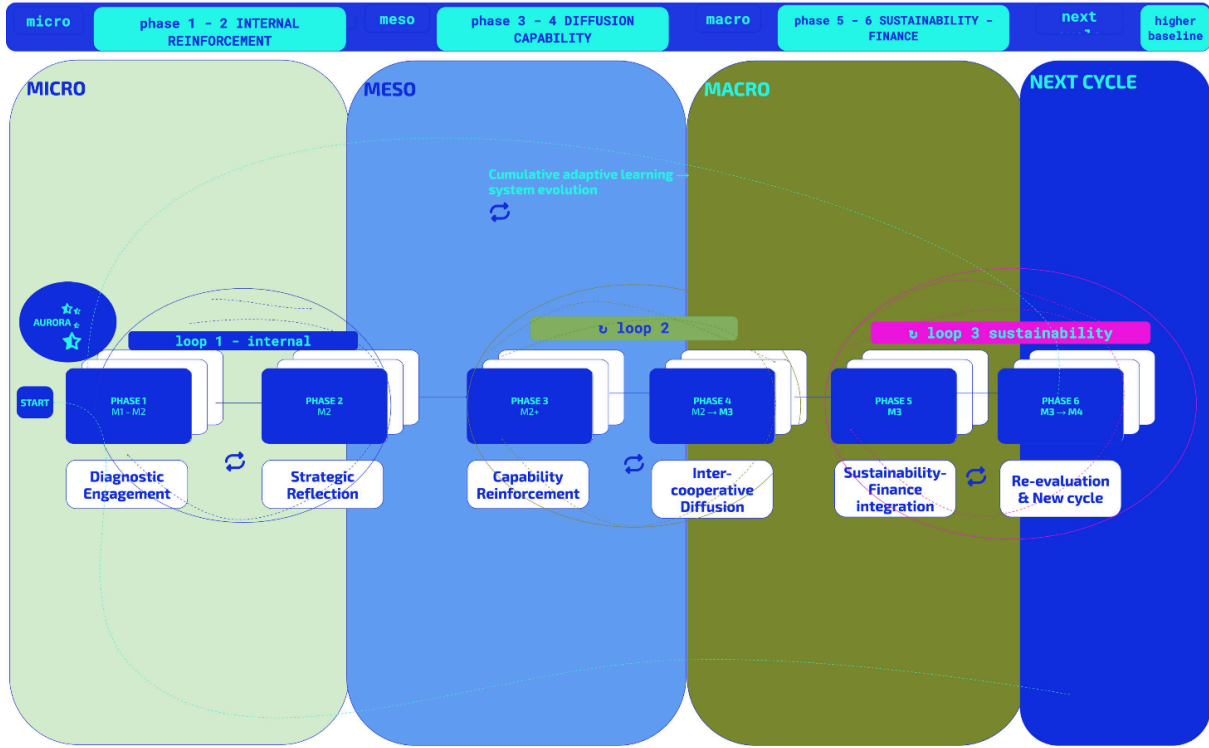 micro
phase 1 - 2 INTERNAL
REINFORCEMENT
meso
phase 3 - 4 DIFFUSION
CAPABILITY
macro
phase 5 - 6 SUSTAINABILITY -
FINANCE
next
higher
baseline
MICRO
MESO
MACRO
NEXT CYCLE
Cumulative adaptive learning →
system evolution
AURORA
loop 1 - internal
↻ loop 2
↻ loop 3 sustainability
START
PHASE 1
M1 - M2
PHASE 2
M2
PHASE 3
M2+
PHASE 4
M2 → M3
PHASE 5
M3
PHASE 6
M3 → M4
Diagnostic
Engagement
Strategic
Reflection
Capability
Reinforcement
Inter-
cooperative
Diffusion
Sustainability-
Finance
integration
Re-evaluation
& New cycle